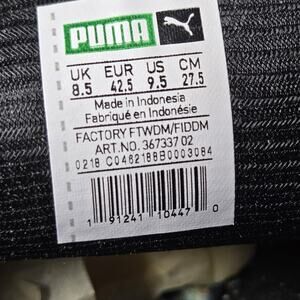 PUMA
UK EUR US CM
8.5 42.5 9.5 27.5
Made in Indonesia
Fabriqué en Indonésie
FACTORY FTWDM/FIDDM
ART.NO. 367337 02
0218 C0462188B0003084
1 91241 10447 0